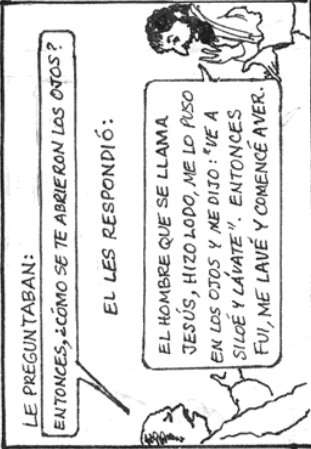 LE PREGUNTABAN:
ENTONCES, ¿CÓMO SE TE ABRIERON LOS OJOS?
EL LES RESPONDIÓ:
EL HOMBRE QUE SE LLAMA
JESÚS, HIZO LODO, ME LO PUSO
EN LOS OJOS Y ME DIJO: "VE A
SILOÉ Y LÁVATE". ENTONCES
FUI, ME LAVÉ Y COMENCÉ A VER.